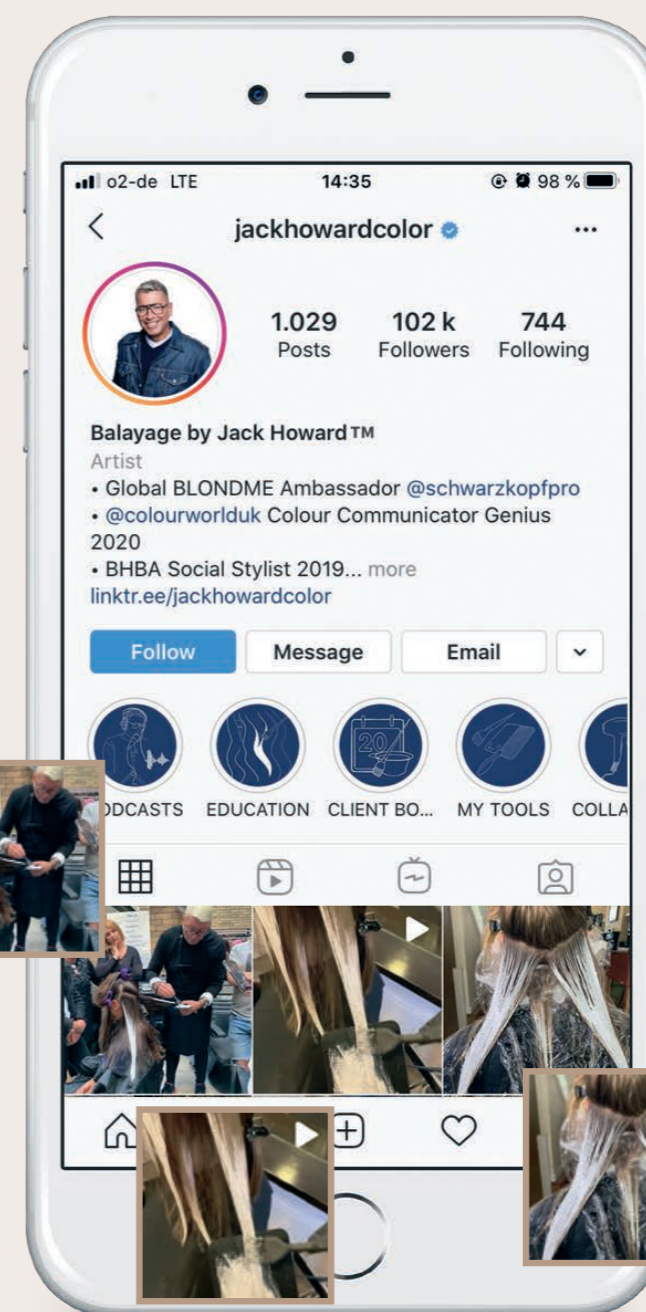 o2-de LTE 14:35 98 %
jackhowardcolor
1.029 102 k 744
Posts Followers Following
Balayage by Jack Howard™
Artist
• Global BLONDME Ambassador @schwarzkopfpro
• @colourworlduk Colour Communicator Genius
2020
• BHBA Social Stylist 2019... more
linktr.ee/jackhowardcolor
Follow Message Email
20
ODCASTS EDUCATION CLIENT BO... MY TOOLS COLLA